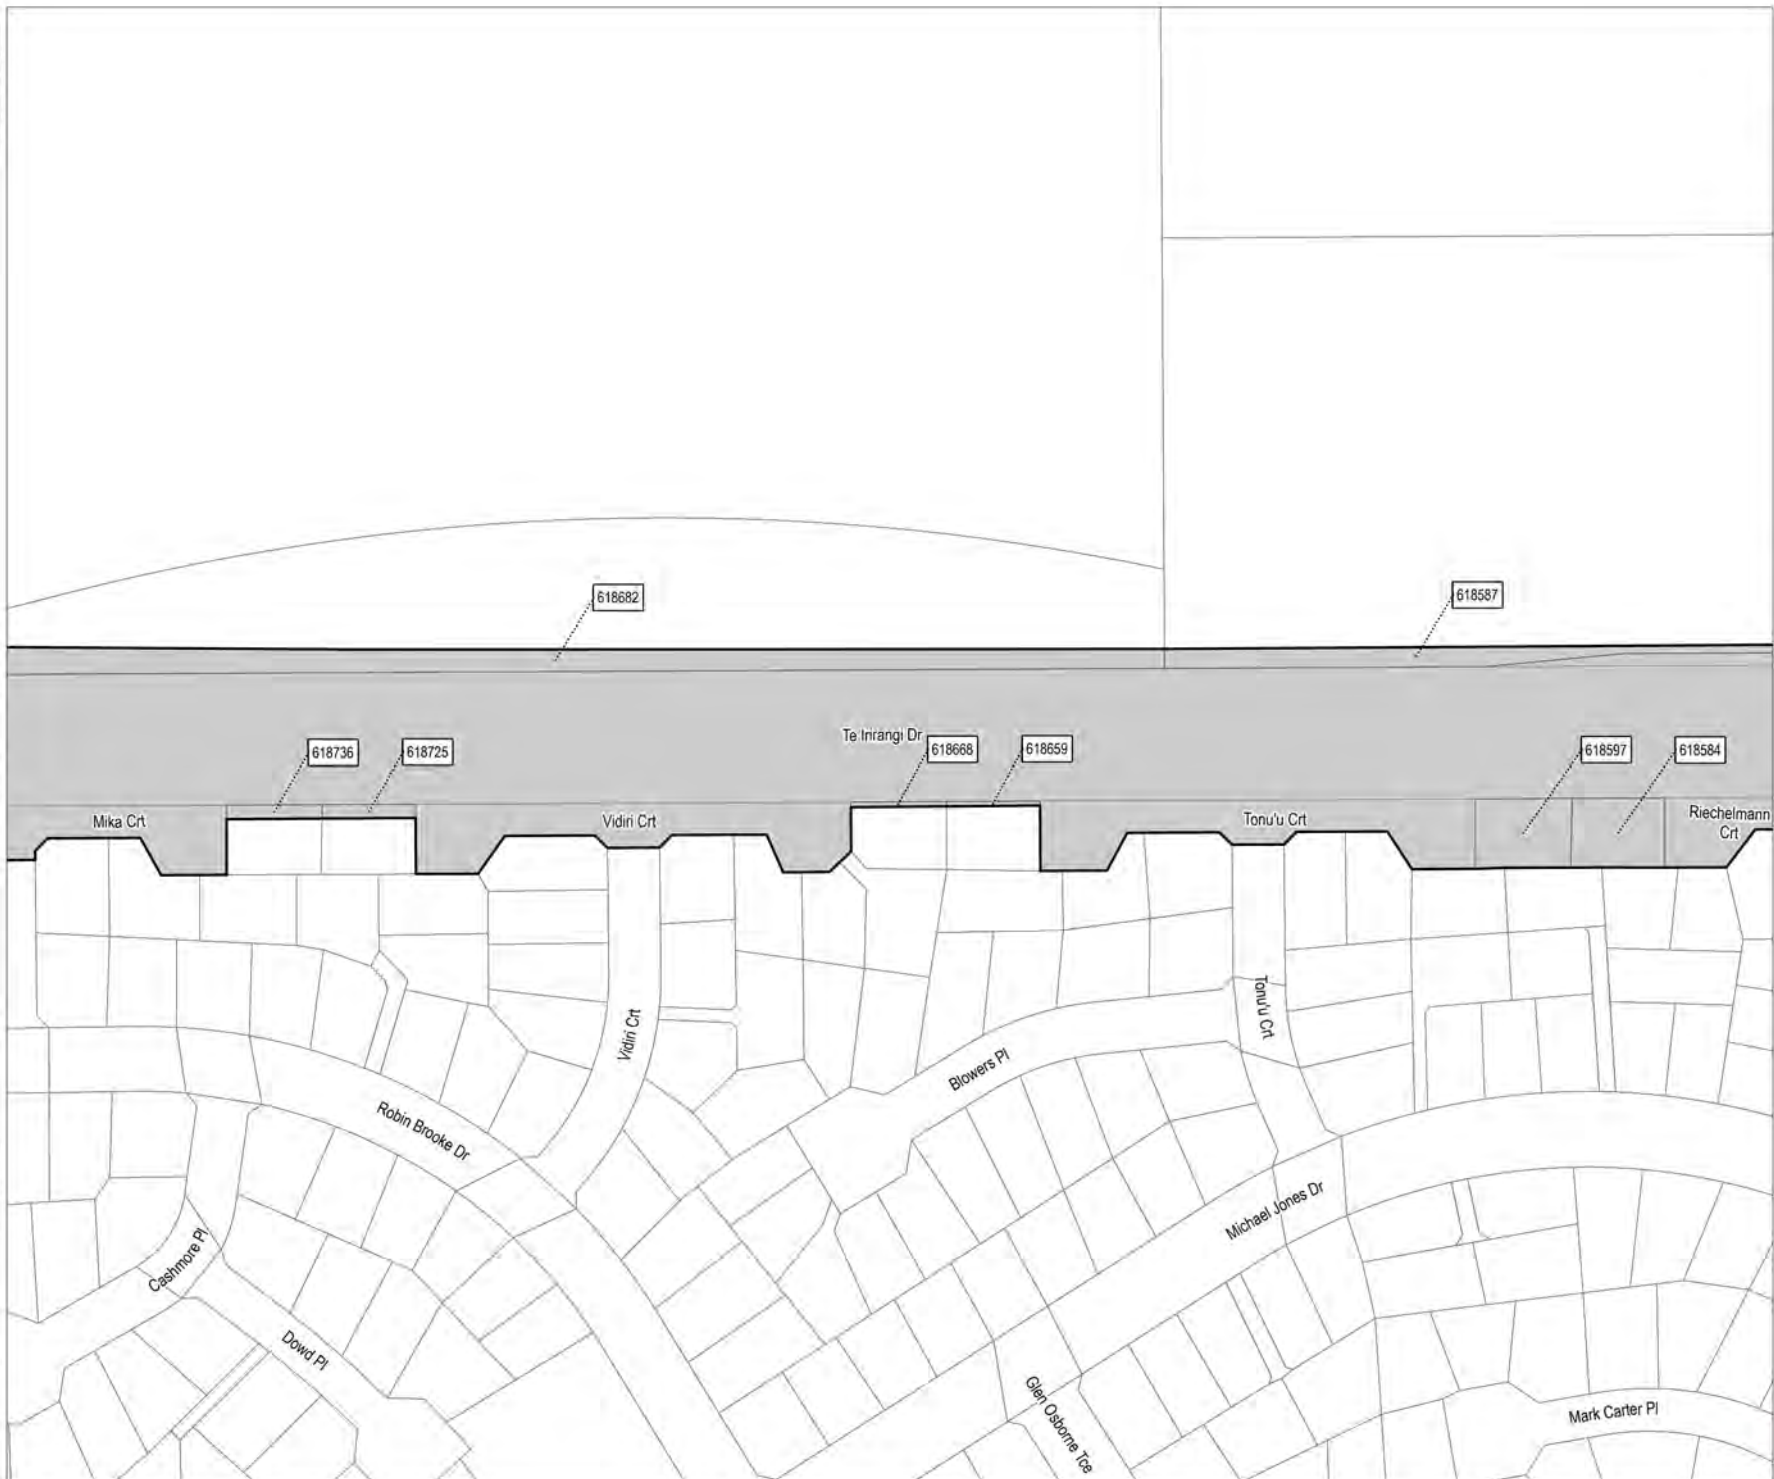 618682
618587
Te Irirangi Dr
618736
618725
618668
618659
618597
618584
Mika Crt
Vidiri Crt
Tonu'u Crt
Riechelmann
Crt
Vidiri Crt
Tonu'u Crt
Blowers Pl
Robin Brooke Dr
Michael Jones Dr
Cashmore Pl
Dowd Pl
Glen Osborne Tce
Mark Carter Pl